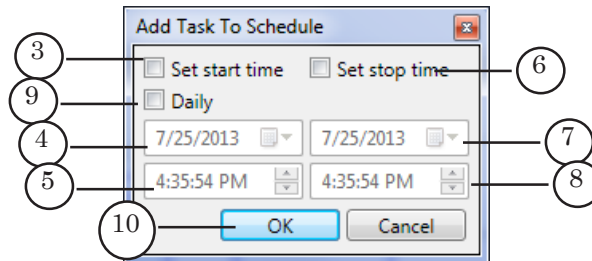 Add Task To Schedule
3 Set start time Set stop time 6
9 Daily
4 7/25/2013 7/25/2013 7
5 4:35:54 PM 4:35:54 PM 8
10 OK Cancel